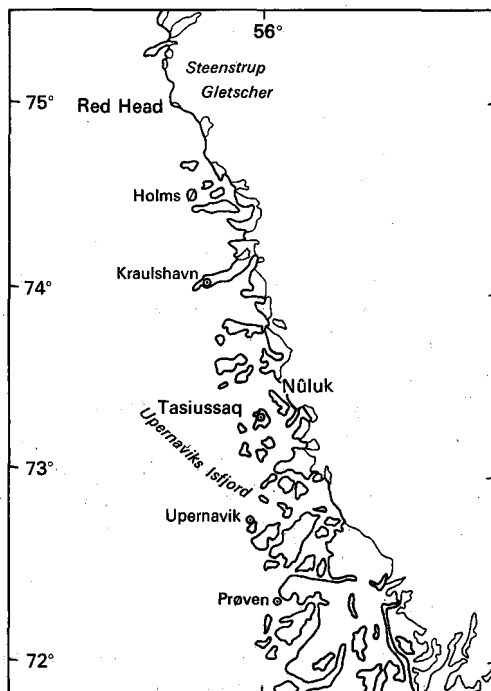 56°
Steenstrup
Gletscher
75°
Red Head
Holms Ø
Kraulshavn
74°
Nûluk
Tasiussaq
Upernaviks Isfjord
73°
Upernavik
Prøven
72°